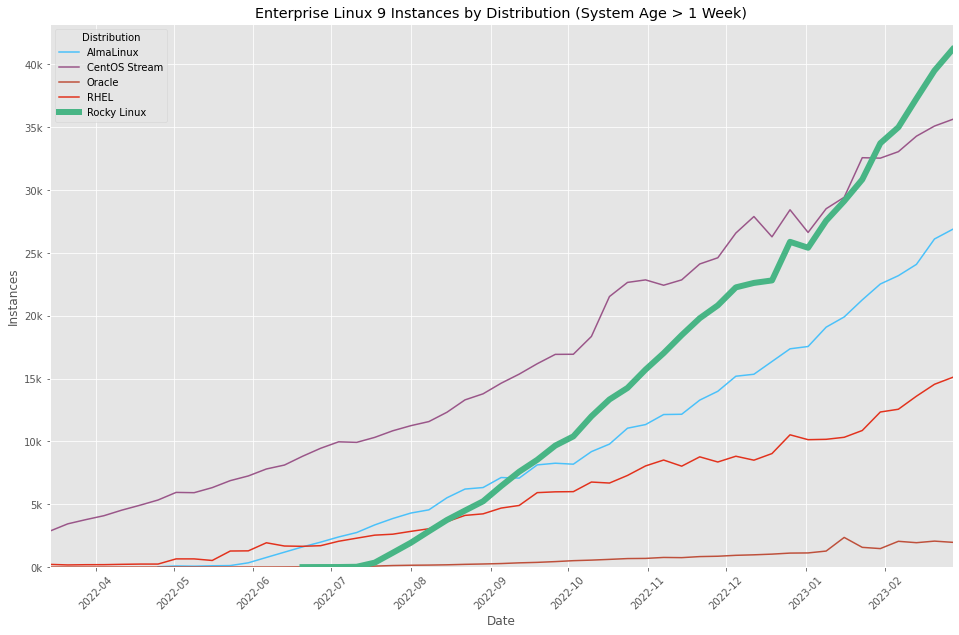 Enterprise Linux 9 Instances by Distribution (System Age > 1 Week)
Distribution
AlmaLinux
CentOS Stream
Oracle
RHEL
Rocky Linux
40k
35k
30k
25k
20k
15k
10k
5k
0k
Instances
2022-04
2022-05
2022-06
2022-07
2022-08
2022-09
2022-10
2022-11
2022-12
2023-01
2023-02
Date